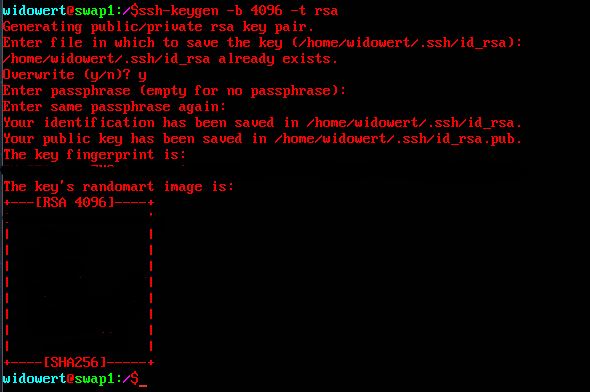 widowert@swap1:/$ssh-keygen -b 4096 -t rsa
Generating public/private rsa key pair.
Enter file in which to save the key (/home/widowert/.ssh/id_rsa):
/home/widowert/.ssh/id_rsa already exists.
Overwrite (y/n)? y
Enter passphrase (empty for no passphrase):
Enter same passphrase again:
Your identification has been saved in /home/widowert/.ssh/id_rsa.
Your public key has been saved in /home/widowert/.ssh/id_rsa.pub.
The key fingerprint is:
The key's randomart image is:
+---[RSA 4096]----+
+----[SHA256]-----+
widowert@swap1:/$_